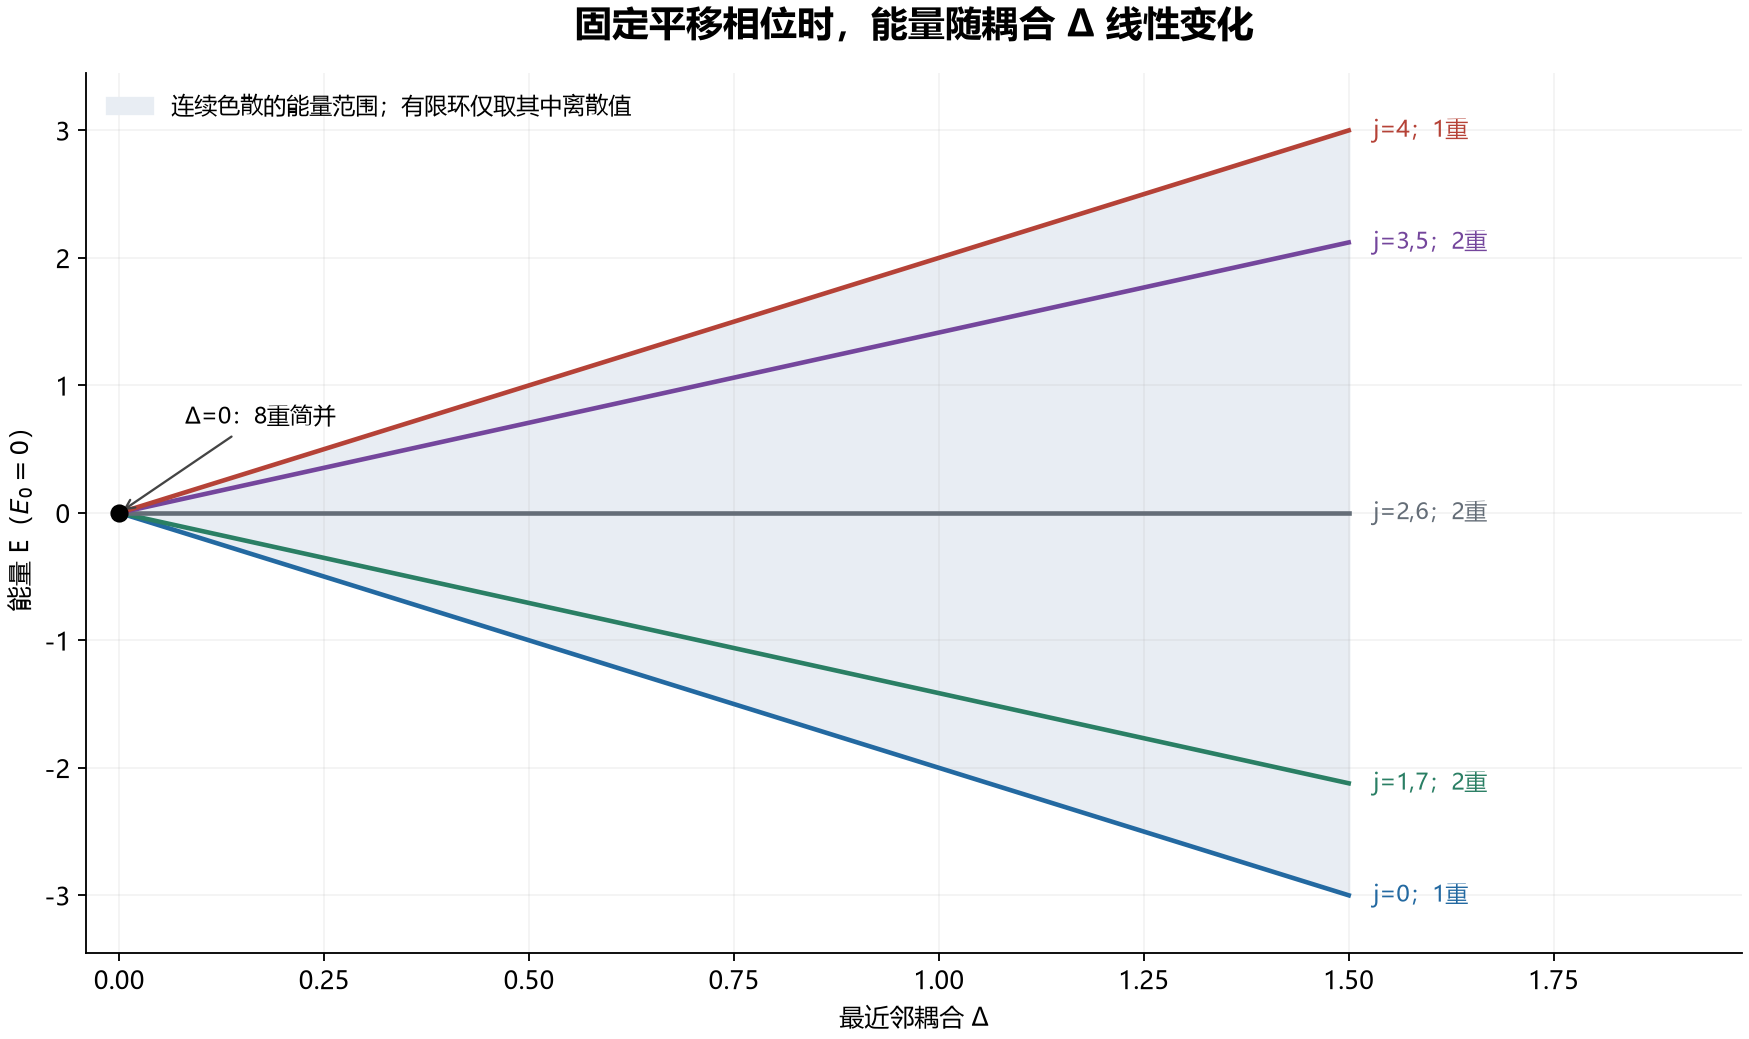 固定平移相位时，能量随耦合 Δ 线性变化
连续色散的能量范围；有限环仅取其中离散值
j=4；1重
j=3,5；2重
Δ=0：8重简并
j=2,6；2重
j=1,7；2重
j=0；1重
能量 E（E₀ = 0）
3
2
1
0
-1
-2
-3
0.00 0.25 0.50 0.75 1.00 1.25 1.50 1.75
最近邻耦合 Δ